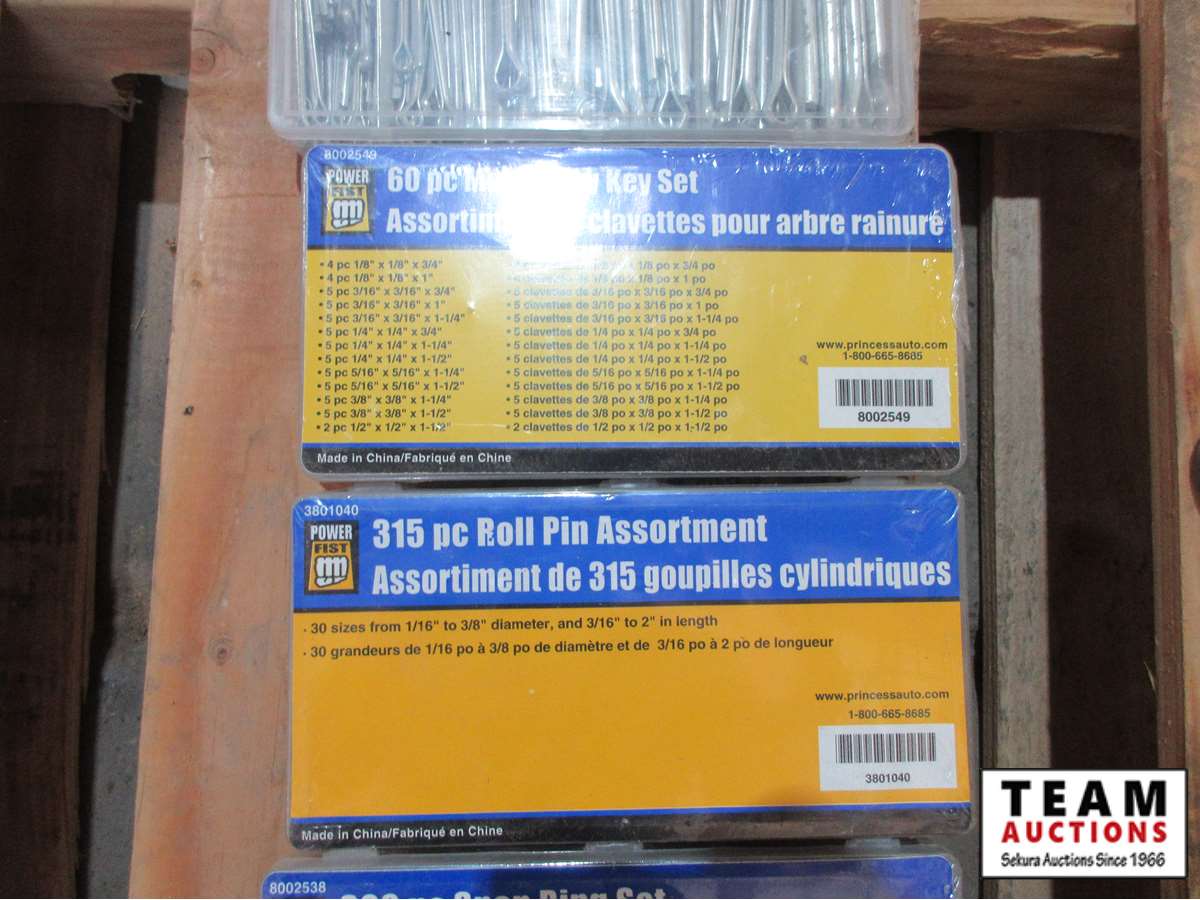 8002549
POWER
FIST
60 pc Key Set
Assortim clavettes pour arbre rainuré
• 4 pc 1/8" x 1/8" x 3/4"
• 4 pc 1/8" x 1/8" x 1"
• 5 pc 3/16" x 3/16" x 3/4"
• 5 pc 3/16" x 3/16" x 1"
• 5 pc 3/16" x 3/16" x 1-1/4"
• 5 pc 1/4" x 1/4" x 3/4"
• 5 pc 1/4" x 1/4" x 1-1/4"
• 5 pc 1/4" x 1/4" x 1-1/2"
• 5 pc 5/16" x 5/16" x 1-1/4"
• 5 pc 5/16" x 5/16" x 1-1/2"
• 5 pc 3/8" x 3/8" x 1-1/4"
• 5 pc 3/8" x 3/8" x 1-1/2"
• 2 pc 1/2" x 1/2" x 1-1/2"
x 1/8 po x 3/4 po
x 1/8 po x 1 po
• 5 clavettes de 3/16 po x 3/16 po x 3/4 po
• 5 clavettes de 3/16 po x 3/16 po x 1 po
• 5 clavettes de 3/16 po x 3/16 po x 1-1/4 po
• 5 clavettes de 1/4 po x 1/4 po x 3/4 po
• 5 clavettes de 1/4 po x 1/4 po x 1-1/4 po
• 5 clavettes de 1/4 po x 1/4 po x 1-1/2 po
• 5 clavettes de 5/16 po x 5/16 po x 1-1/4 po
• 5 clavettes de 5/16 po x 5/16 po x 1-1/2 po
• 5 clavettes de 3/8 po x 3/8 po x 1-1/4 po
• 5 clavettes de 3/8 po x 3/8 po x 1-1/2 po
• 2 clavettes de 1/2 po x 1/2 po x 1-1/2 po
www.princessauto.com
1-800-665-8685
8002549
Made in China/Fabriqué en Chine
3801040
POWER
FIST
315 pc Roll Pin Assortment
Assortiment de 315 goupilles cylindriques
· 30 sizes from 1/16" to 3/8" diameter, and 3/16" to 2" in length
· 30 grandeurs de 1/16 po à 3/8 po de diamètre et de 3/16 po à 2 po de longueur
www.princessauto.com
1-800-665-8685
3801040
Made in China/Fabriqué en Chine
8002538
pc Snap Ring Set
TEAM
AUCTIONS
Sekura Auctions Since 1966